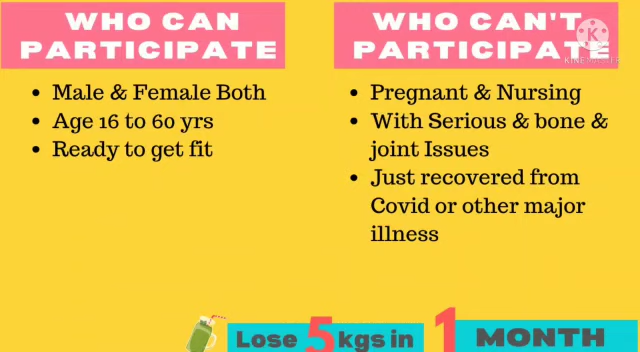 WHO CAN
PARTICIPATE
• Male & Female Both
• Age 16 to 60 yrs
• Ready to get fit
WHO CAN'T
PARTICIPATE
• Pregnant & Nursing
• With Serious & bone &
joint Issues
• Just recovered from
Covid or other major
illness
Lose 5 kgs in 1 MONTH
K